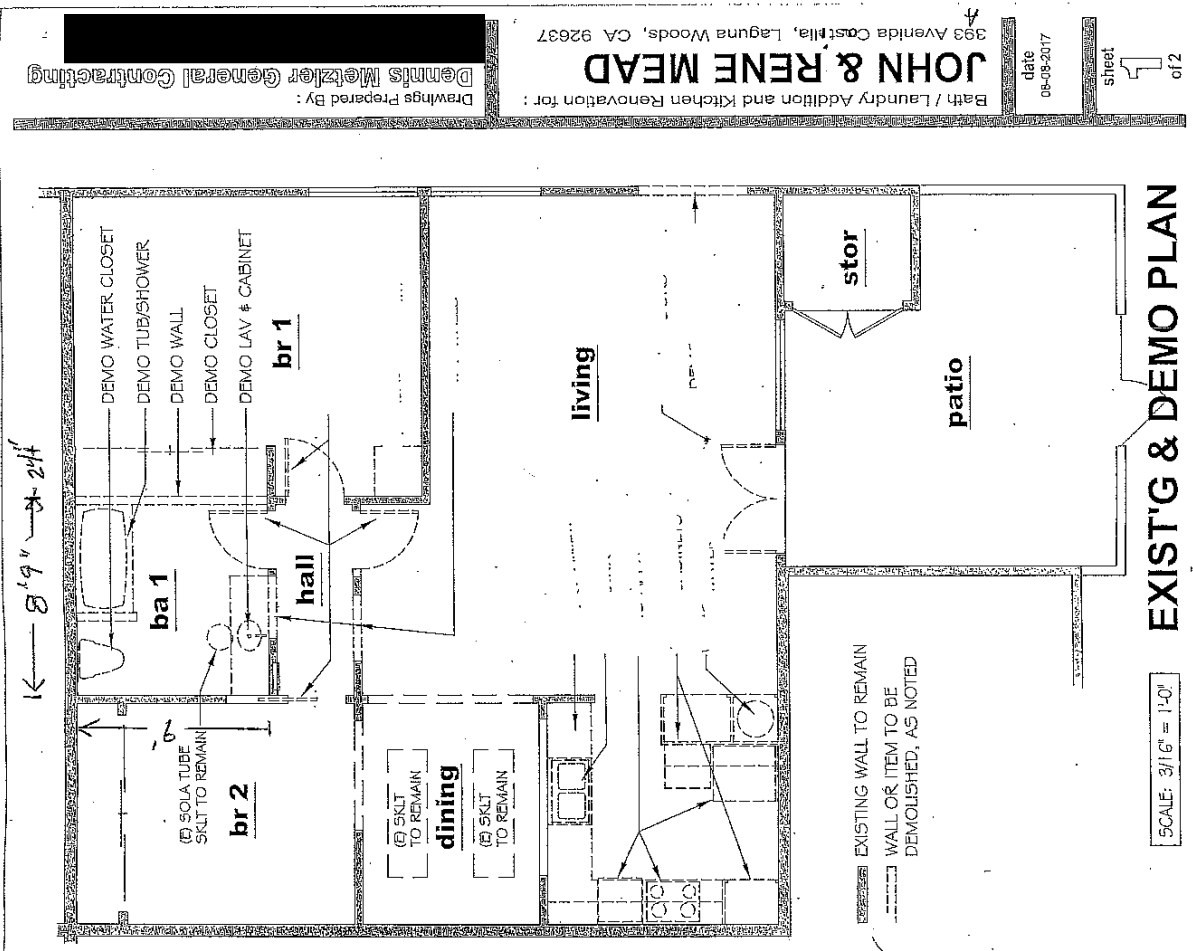 Drawings Prepared By :
Dennis Metzler General Contracting
Bath / Laundry Addition and Kitchen Renovation for :
JOHN & RENE MEAD
393 Avenida Castilla, Laguna Woods, CA 92637
A
date
08-08-2017
sheet
1
of 2
8' 9"
24"
DEMO WATER CLOSET
DEMO TUB/SHOWER
DEMO WALL
DEMO CLOSET
DEMO LAV & CABINET
br 1
ba 1
hall
living
stor
patio
9'
(E) SOLA TUBE
SKLT TO REMAIN
br 2
(E) SKLT
TO REMAIN
dining
(E) SKLT
TO REMAIN
EXISTING WALL TO REMAIN
WALL OR ITEM TO BE
DEMOLISHED, AS NOTED
EXIST'G & DEMO PLAN
SCALE: 3/16" = 1'-0"